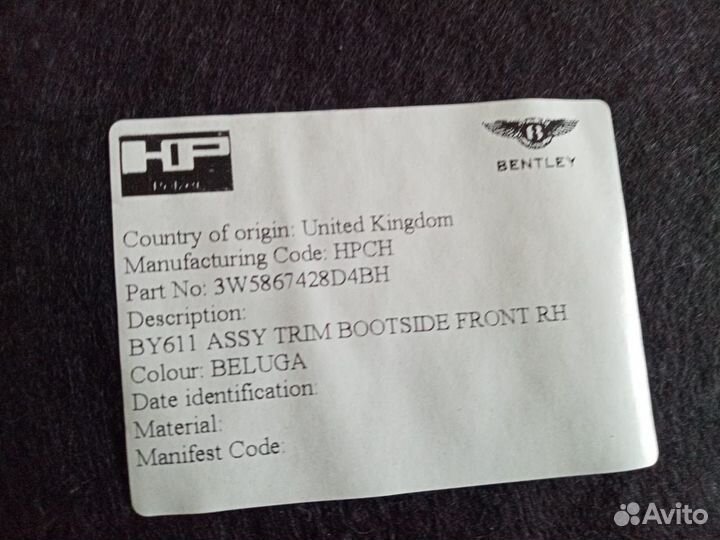 HP
B
BENTLEY
Country of origin: United Kingdom
Manufacturing Code: HPCH
Part No: 3W5867428D4BH
Description:
BY611 ASSY TRIM BOOTSIDE FRONT RH
Colour: BELUGA
Date identification:
Material:
Manifest Code:
Avito